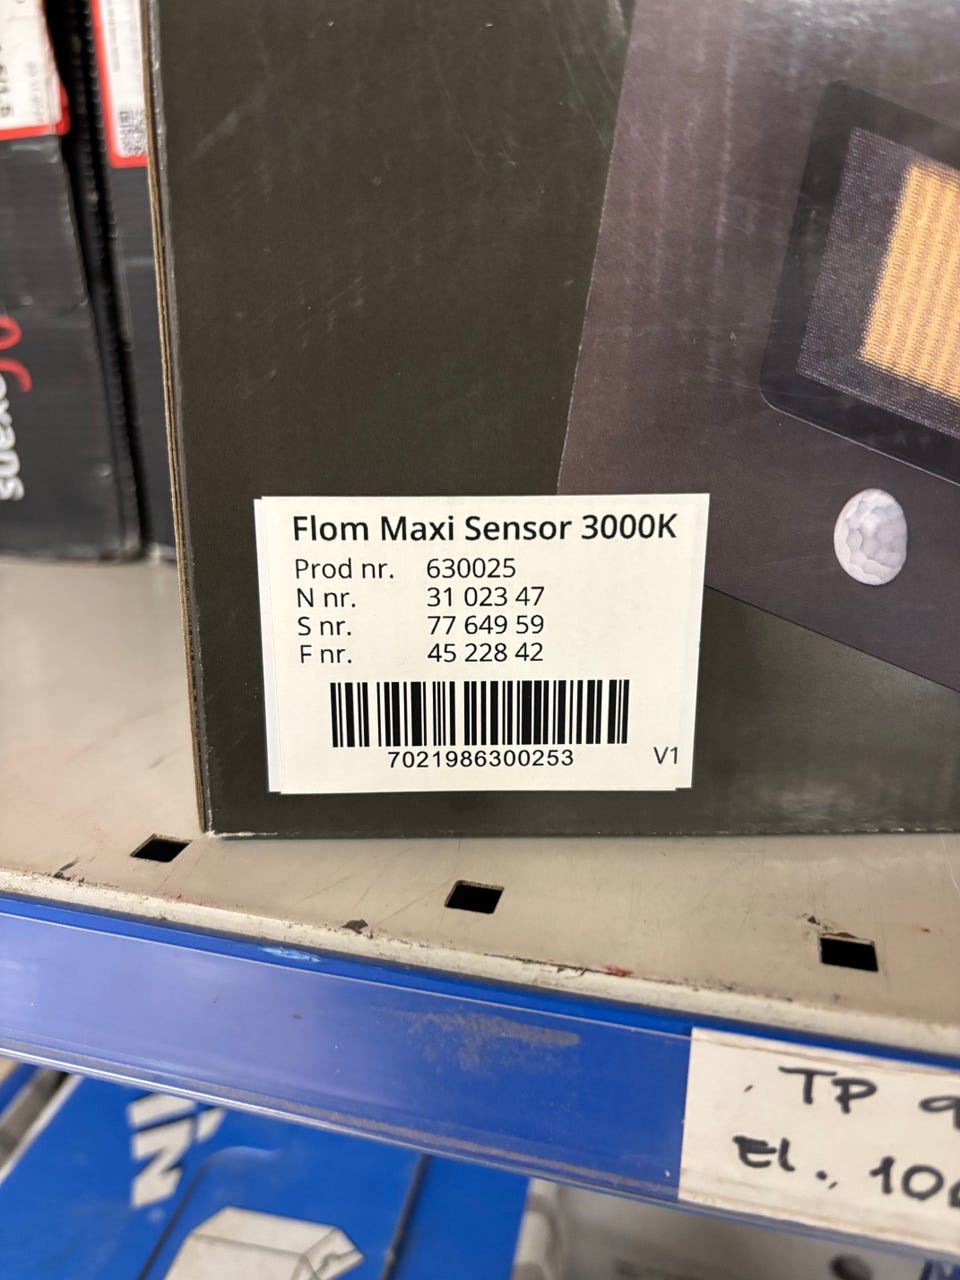 Flom Maxi Sensor 3000K
Prod nr. 630025
N nr. 31 023 47
S nr. 77 649 59
F nr. 45 228 42
7021986300253
V1
TP
El., 10